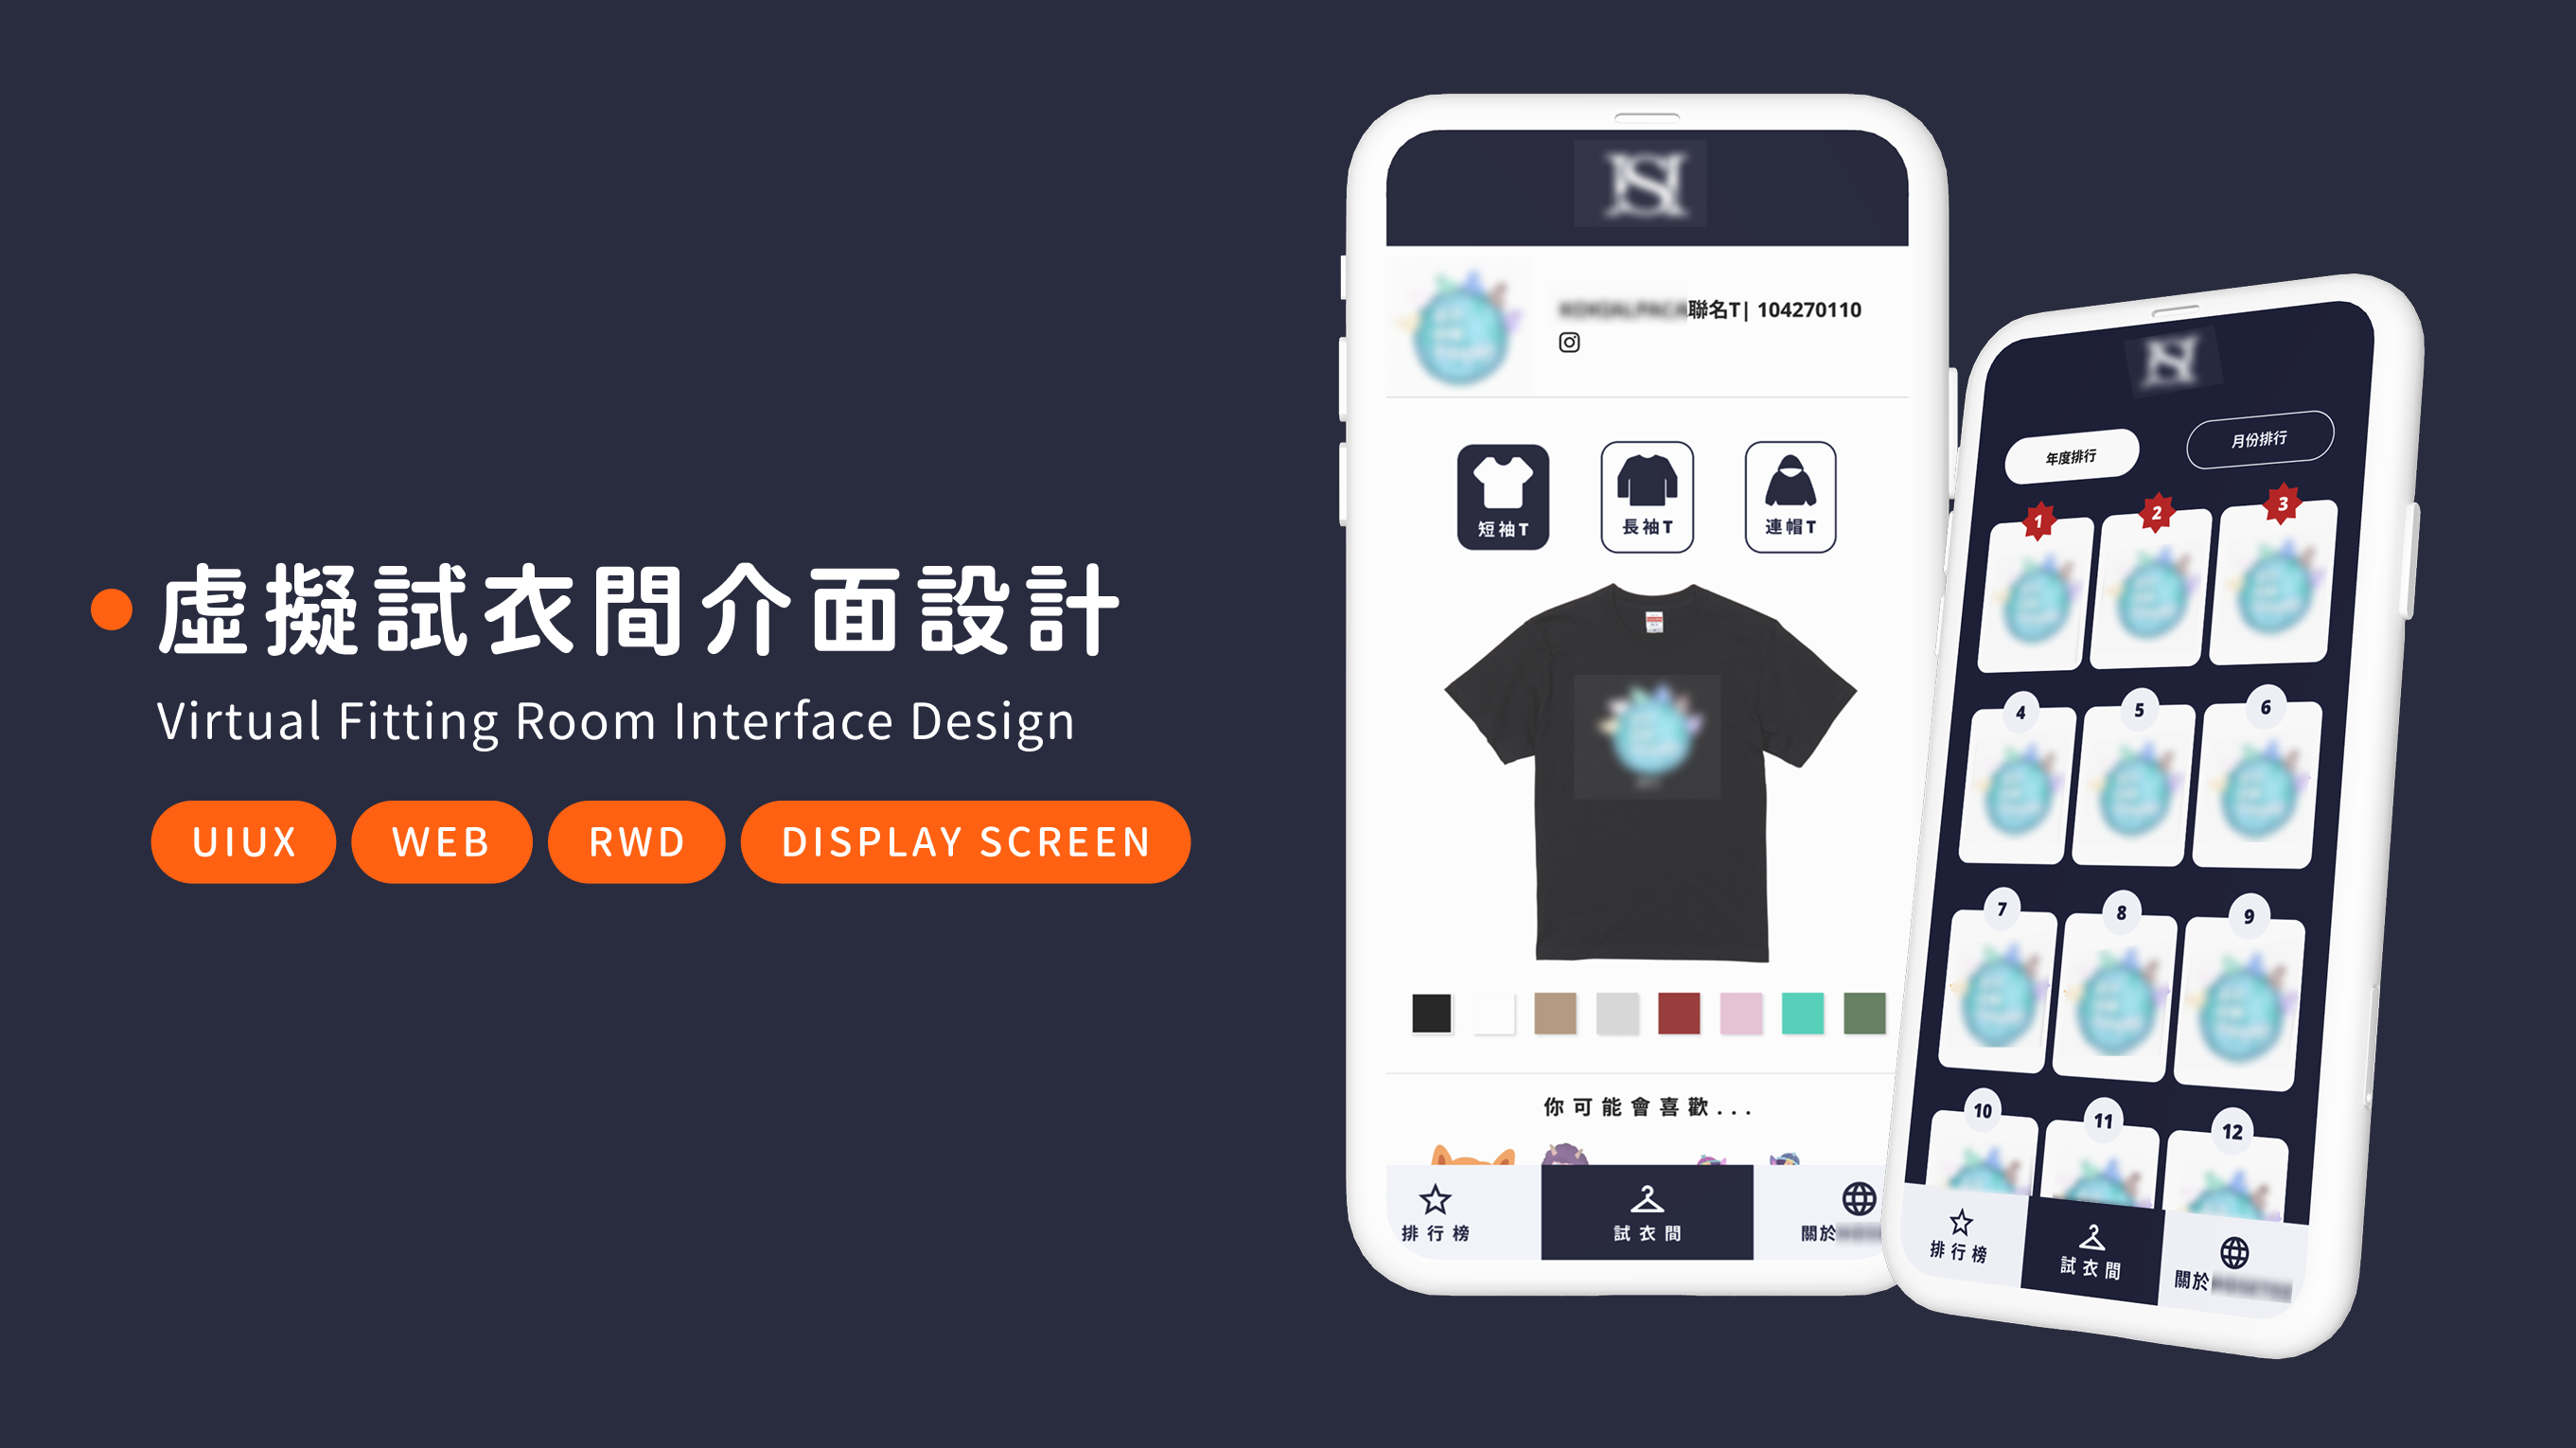 虛擬試衣間介面設計
Virtual Fitting Room Interface Design
UIUX WEB RWD DISPLAY SCREEN
聯名T| 104270110
短袖T 長袖T 連帽T
你可能會喜歡...
排行榜 試衣間 關於
年度排行 月份排行
1 2 3
4 5 6
7 8 9
10 11 12
排行榜 試衣間 關於